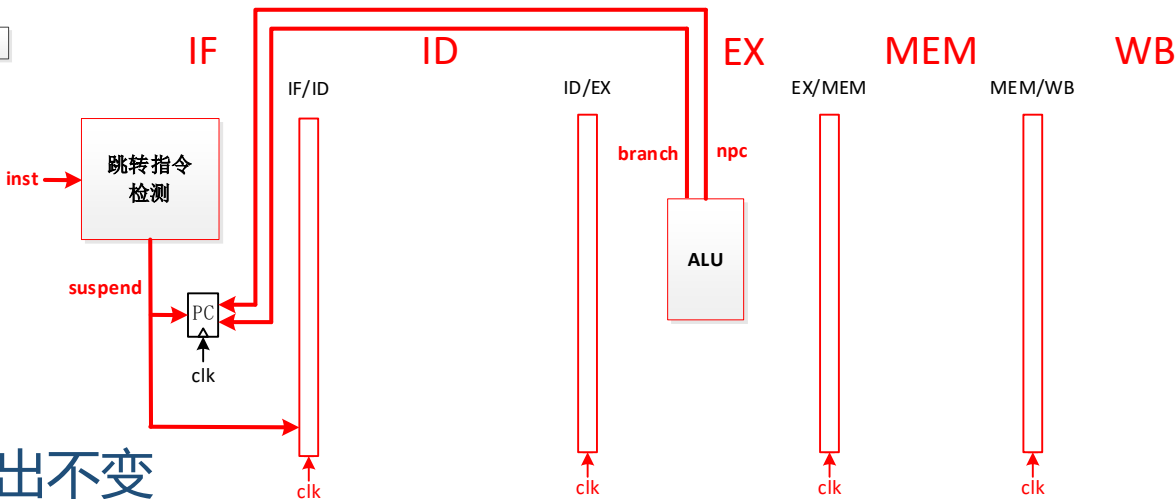 IF
ID
EX
MEM
WB
IF/ID
ID/EX
EX/MEM
MEM/WB
branch
npc
inst
跳转指令
检测
ALU
suspend
PC
clk
clk
clk
clk
clk
出不变